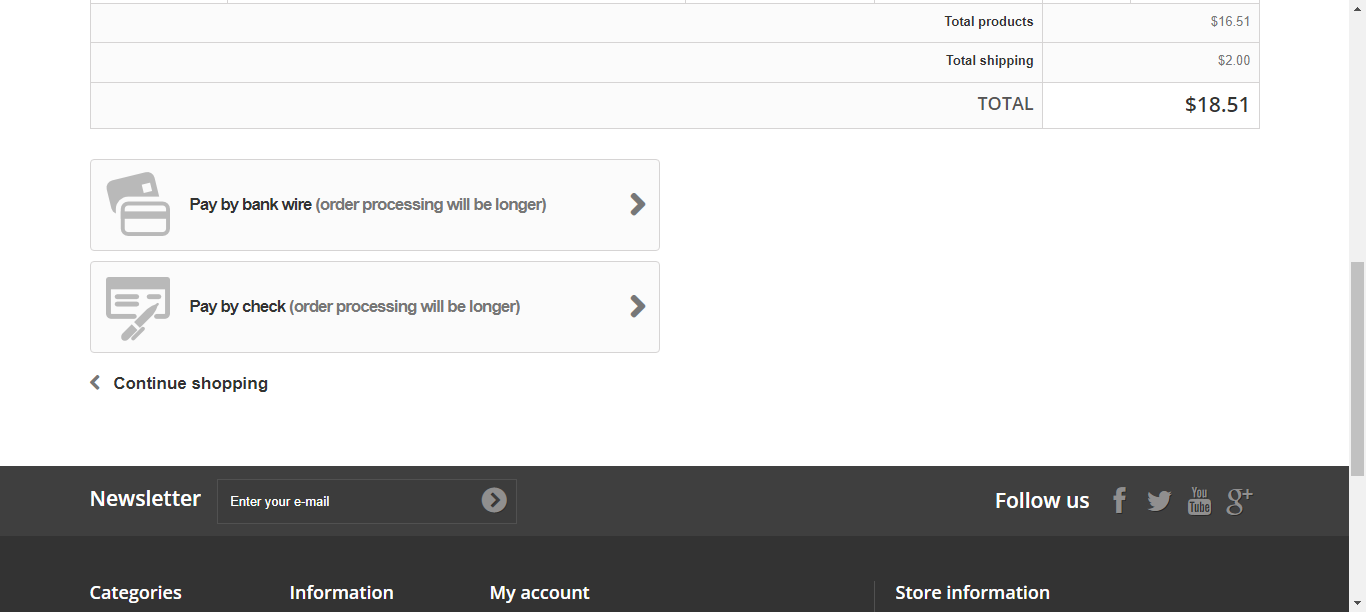 Total products $16.51
Total shipping $2.00
TOTAL $18.51
Pay by bank wire (order processing will be longer)
Pay by check (order processing will be longer)
Continue shopping
Newsletter Enter your e-mail Follow us f You Tube g+
Categories Information My account Store information